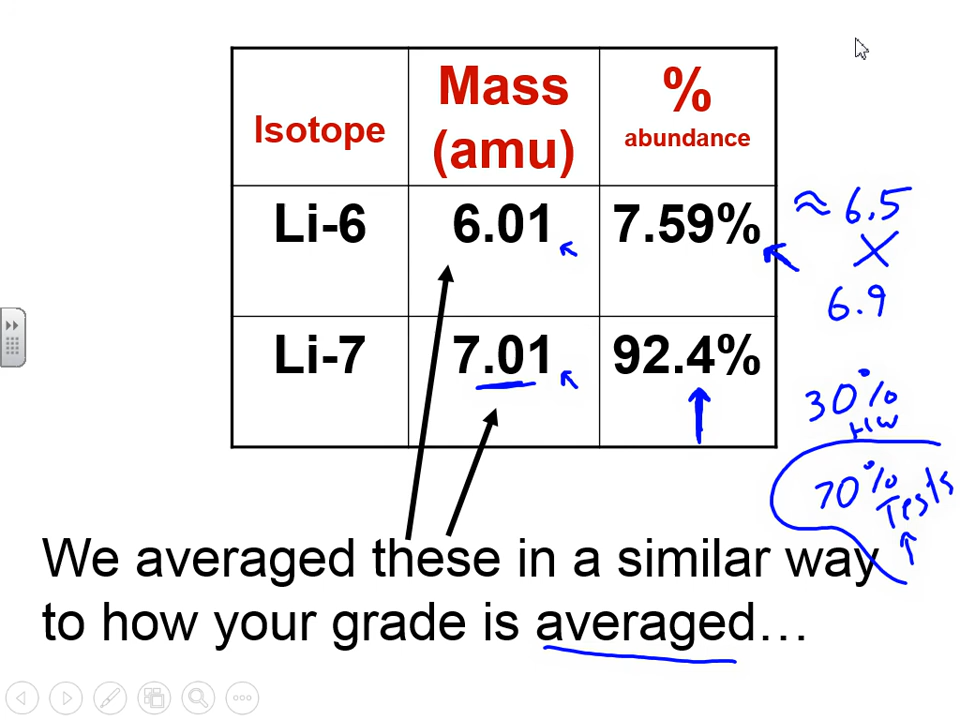 Isotope Mass (amu) % abundance
Li-6 6.01 7.59%
Li-7 7.01 92.4%
≈ 6.5
X
6.9
30%
HW
70%
Tests
We averaged these in a similar way
to how your grade is averaged…